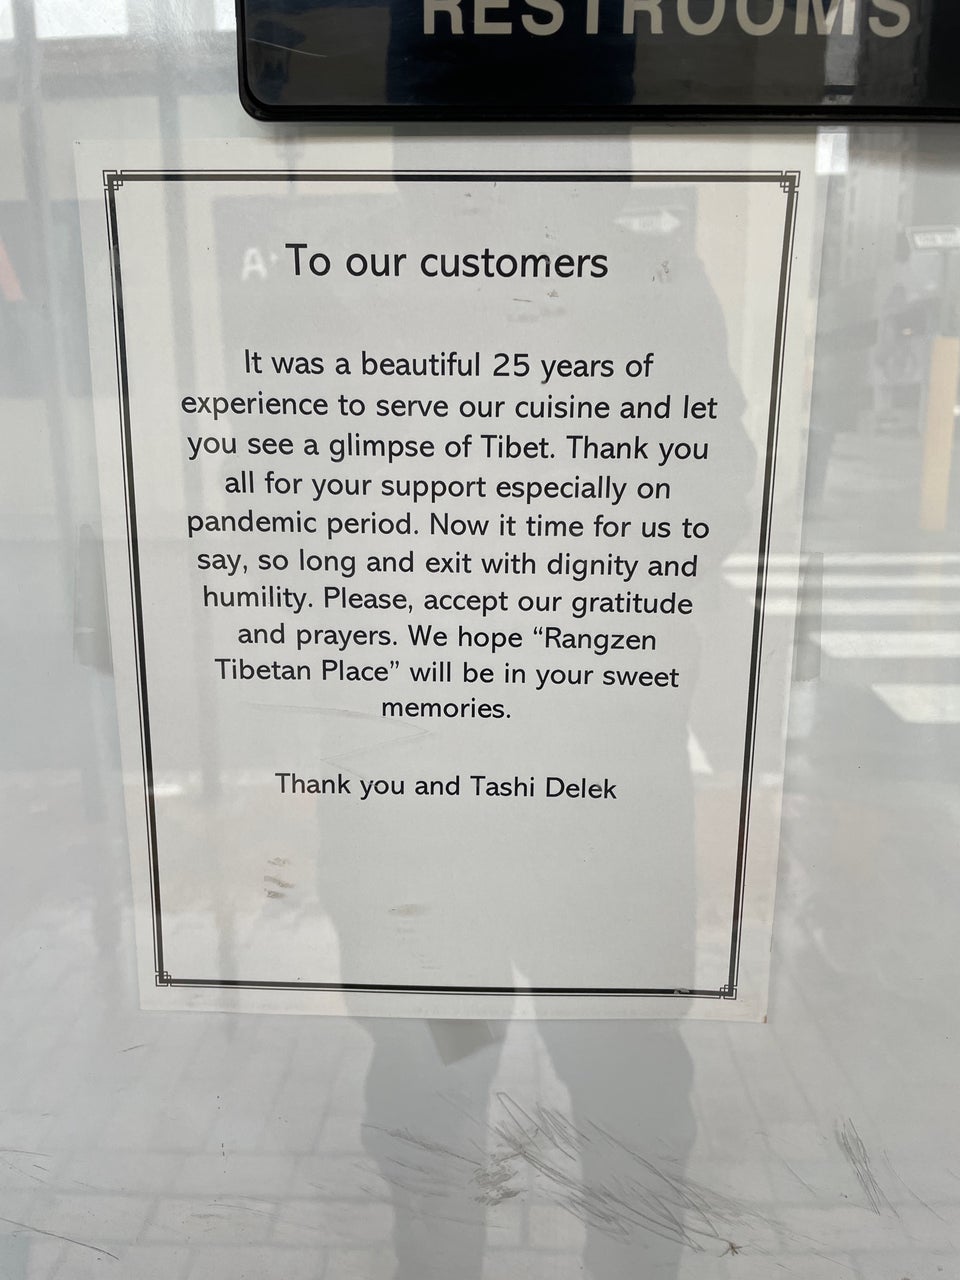 RESTROOMS
To our customers
It was a beautiful 25 years of
experience to serve our cuisine and let
you see a glimpse of Tibet. Thank you
all for your support especially on
pandemic period. Now it time for us to
say, so long and exit with dignity and
humility. Please, accept our gratitude
and prayers. We hope “Rangzen
Tibetan Place” will be in your sweet
memories.
Thank you and Tashi Delek